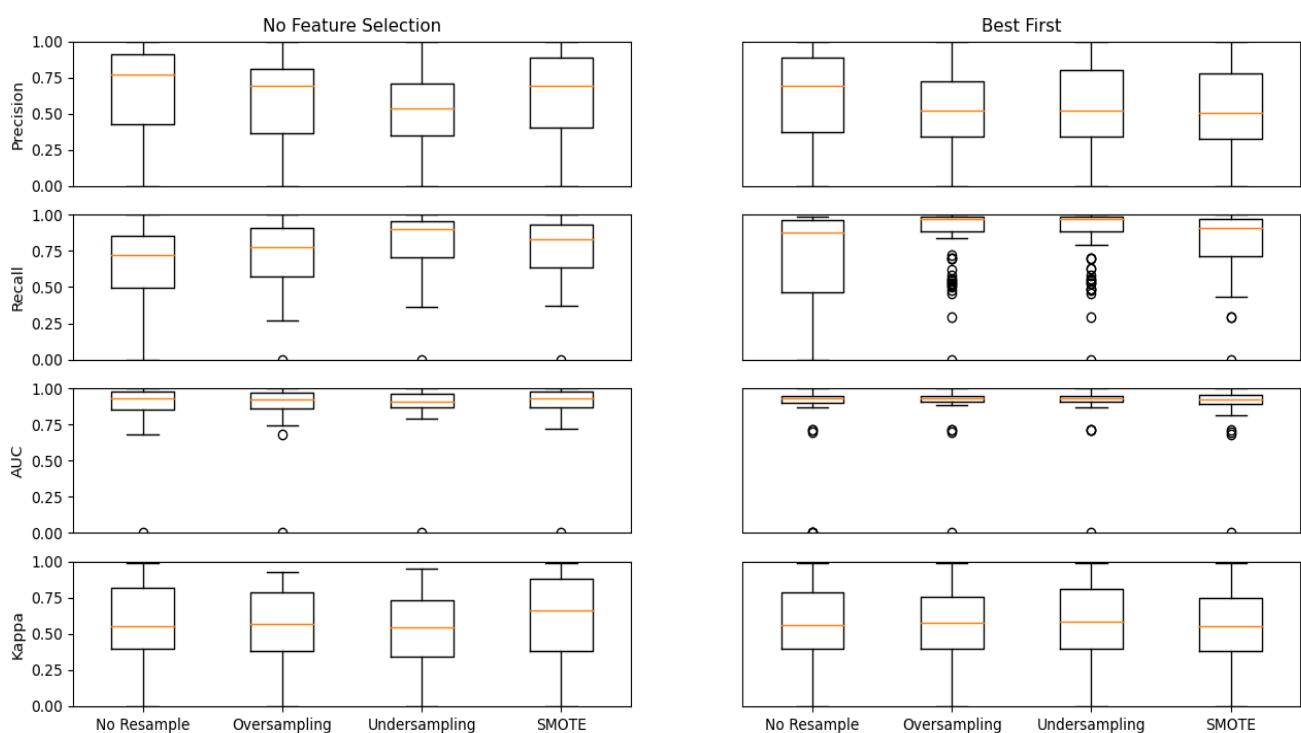 No Feature Selection
Best First
1.00
0.75
0.50
0.25
0.00
Precision
1.00
0.75
0.50
0.25
0.00
Recall
1.00
0.75
0.50
0.25
0.00
AUC
1.00
0.75
0.50
0.25
0.00
Kappa
No Resample Oversampling Undersampling SMOTE
No Resample Oversampling Undersampling SMOTE